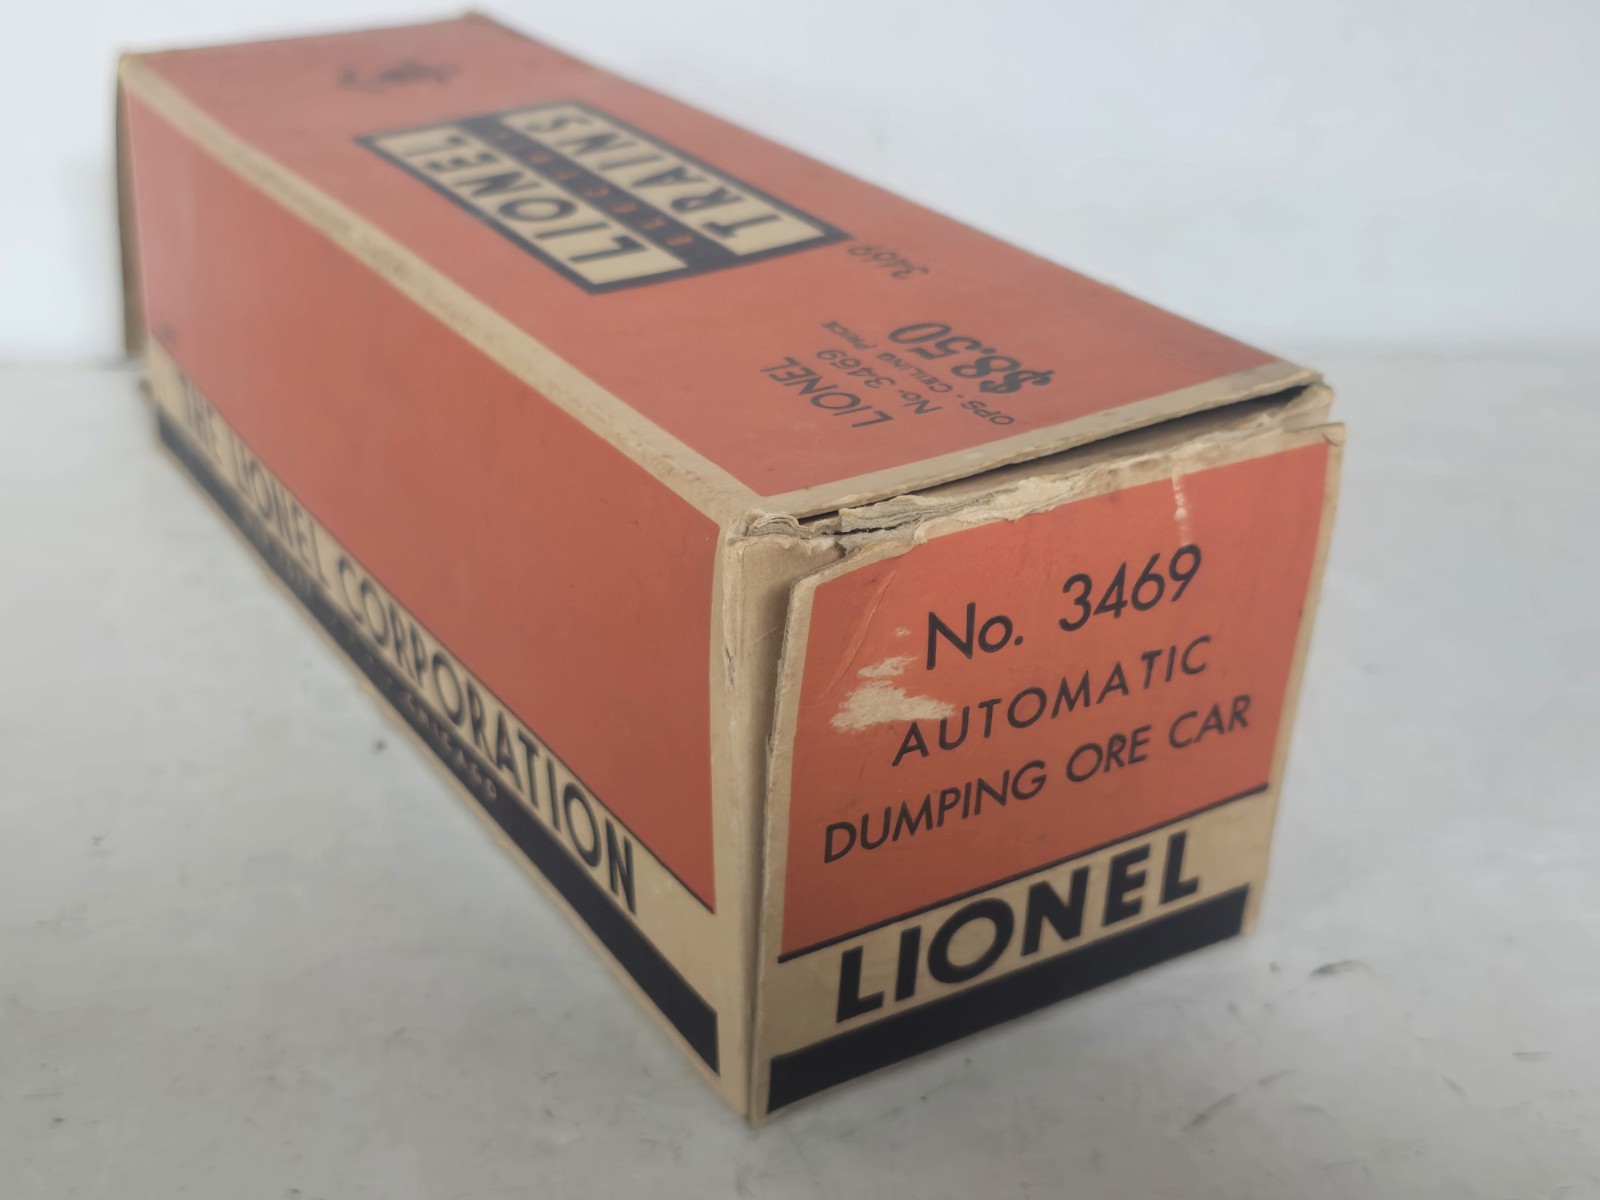 LIONEL
ELECTRIC
TRAINS
3469
LIONEL
No 3469
OPS. CEILING PRICE
$8.50
THE LIONEL CORPORATION
No. 3469
AUTOMATIC
DUMPING ORE CAR
LIONEL